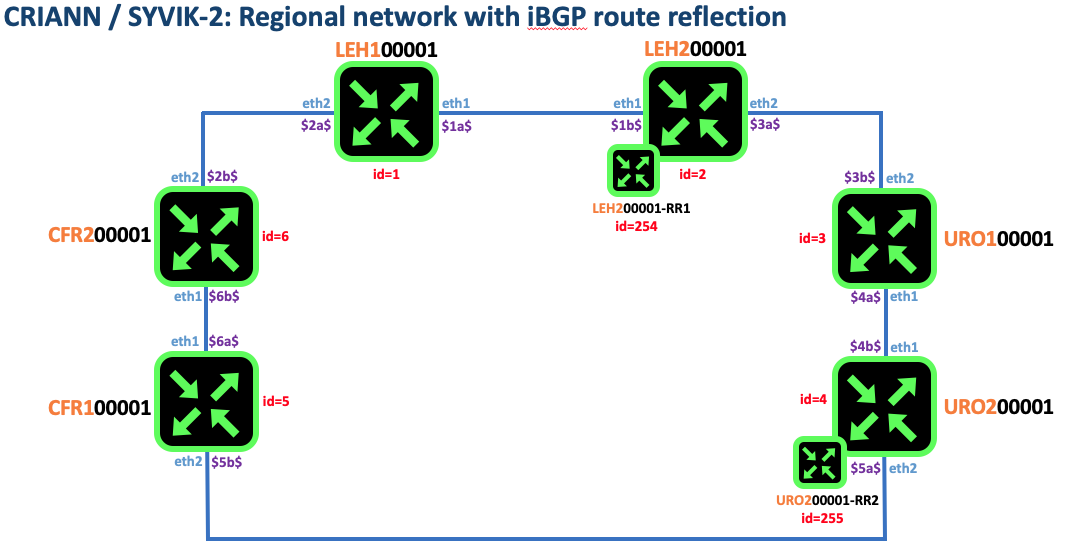 CRIANN / SYVIK-2: Regional network with iBGP route reflection
LEH100001
LEH200001
eth2
eth1
eth1
eth2
$2a$
$1a$
$1b$
$3a$
id=1
id=2
eth2
$2b$
$3b$
eth2
LEH200001-RR1
id=254
CFR200001
id=6
id=3
URO100001
eth1
$6b$
$4a$
eth1
eth1
$6a$
$4b$
eth1
CFR100001
id=5
id=4
URO200001
eth2
$5b$
$5a$
eth2
URO200001-RR2
id=255